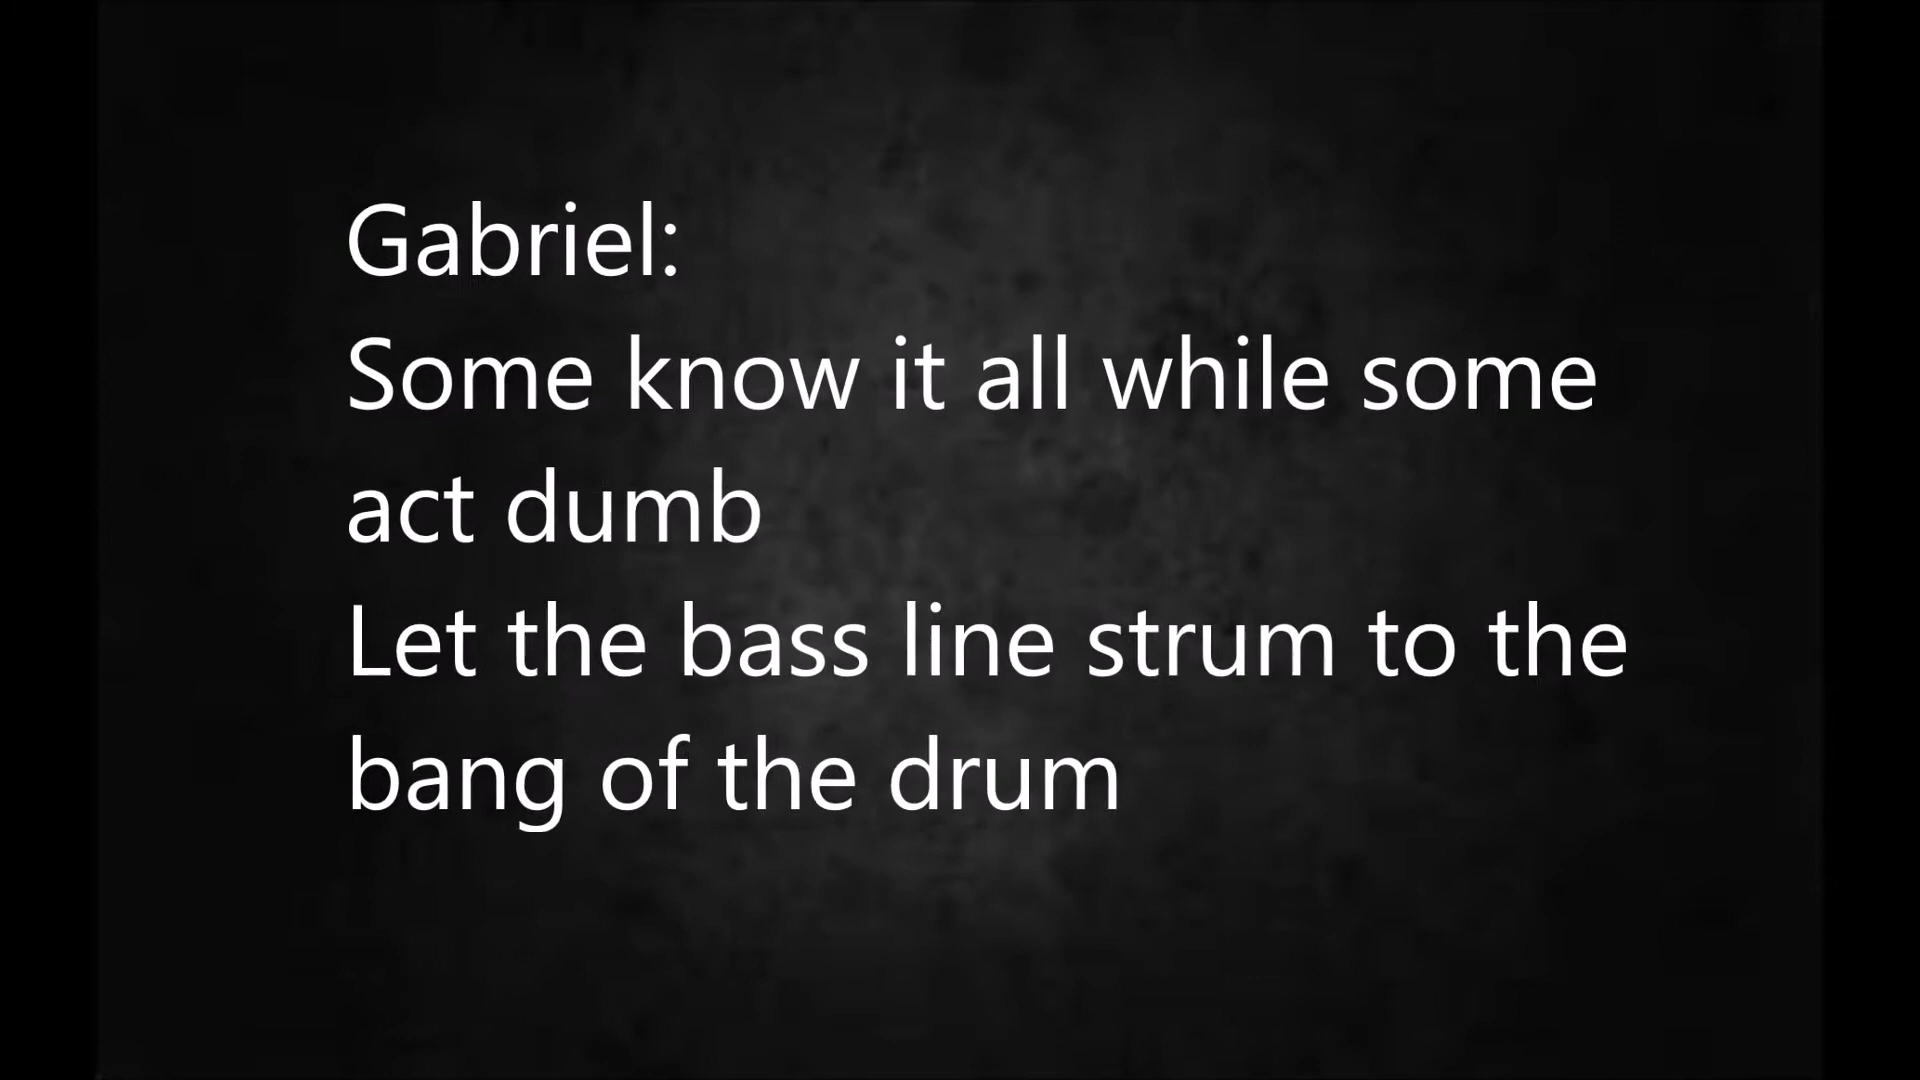 Gabriel:
Some know it all while some
act dumb
Let the bass line strum to the
bang of the drum